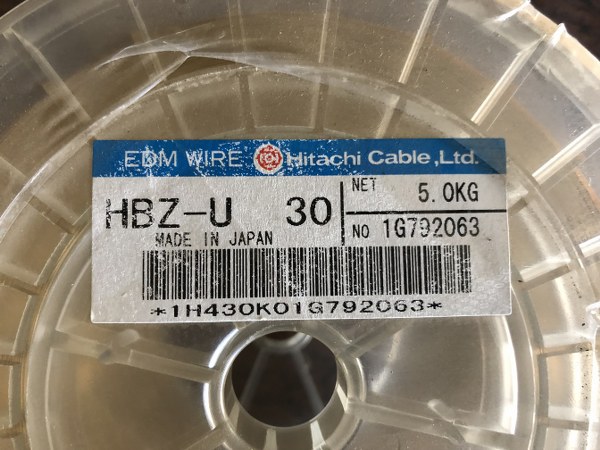 EDM WIRE Hitachi Cable,Ltd.
HBZ-U 30
NET 5.0KG
NO 1G792063
MADE IN JAPAN
*1H430K01G792063*